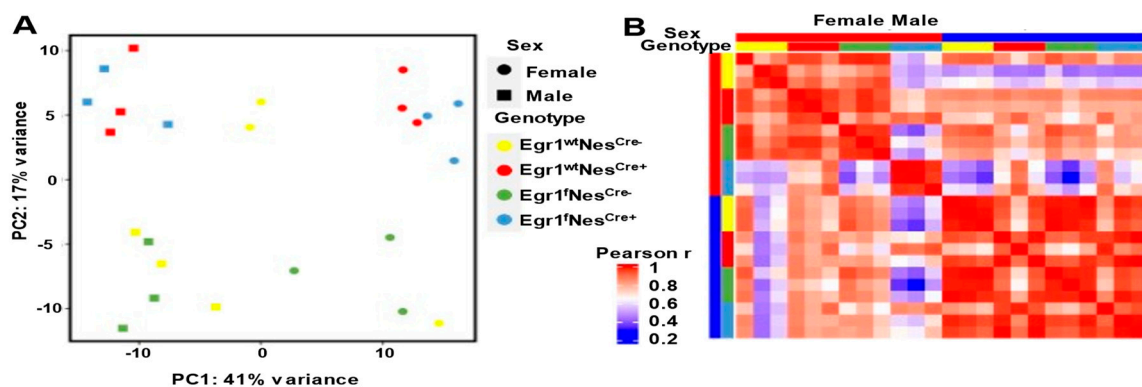 A
10
5
0
-5
-10
PC2: 17% variance
-10
0
10
PC1: 41% variance
Sex
Female
Male
Genotype
Egr1wtNesCre-
Egr1wtNesCre+
Egr1fNesCre-
Egr1fNesCre+
B
Female Male
Sex
Genotype
Pearson r
1
0.8
0.6
0.4
0.2